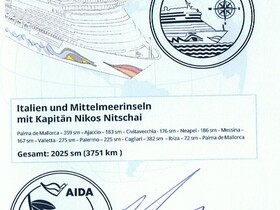 Italien und Mittelmeerinseln
mit Kapitän Nikos Nitschai
Palma de Mallorca – 359 sm – Ajaccio – 183 sm – Civitavecchia - 176 sm – Neapel - 186 sm – Messina –
167 sm – Valletta - 275 sm – Palermo – 225 sm – Cagliari – 382 sm – Ibiza – 72 sm – Palma de Mallorca
Gesamt: 2025 sm (3751 km )
AIDA